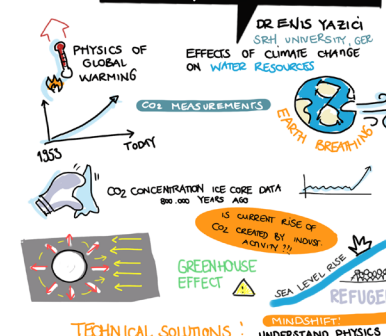 DR ENIS YAZICI
SRH UNIVERSITY, GER
PHYSICS OF
GLOBAL
WARMING
EFFECTS OF CLIMATE CHANGE
ON WATER RESOURCES
CO2 MEASUREMENTS
EARTH BREATHING
1953
TODAY
CO2 CONCENTRATION ICE CORE DATA
800.000 YEARS AGO
IS CURRENT RISE OF
CO2 CREATED BY INDUST.
ACTIVITY ?!!
GREENHOUSE
EFFECT
SEA LEVEL RISE
REFUGE
MINDSHIFT:
TECHNICAL SOLUTIONS:
UNDERSTAND PHYSICS